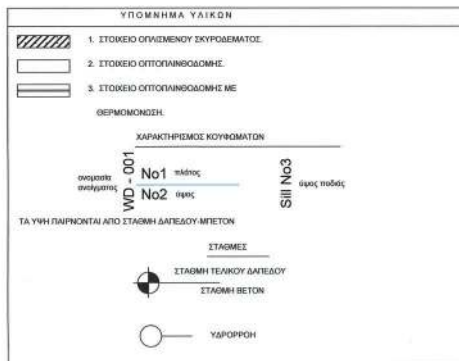 ΥΠΟΜΝΗΜΑ ΥΛΙΚΩΝ
1. ΣΤΟΙΧΕΙΟ ΟΠΛΙΣΜΕΝΟΥ ΣΚΥΡΟΔΕΜΑΤΟΣ.
2. ΣΤΟΙΧΕΙΟ ΟΠΤΟΠΛΙΝΘΟΔΟΜΗΣ.
3. ΣΤΟΙΧΕΙΟ ΟΠΤΟΠΛΙΝΘΟΔΟΜΗΣ ΜΕ
ΘΕΡΜΟΜΟΝΩΣΗ.
ΧΑΡΑΚΤΗΡΙΣΜΟΣ ΚΟΥΦΩΜΑΤΩΝ
ονομασία
ανοίγματος
WD - 001
No1 πλάτος
No2 ύψος
Sill No3
ύψος ποδιάς
ΤΑ ΥΨΗ ΠΑΙΡΝΟΝΤΑΙ ΑΠΟ ΣΤΑΘΜΗ ΔΑΠΕΔΟΥ-ΜΠΕΤΟΝ
ΣΤΑΘΜΕΣ
ΣΤΑΘΜΗ ΤΕΛΙΚΟΥ ΔΑΠΕΔΟΥ
ΣΤΑΘΜΗ ΒΕΤΟΝ
ΥΔΡΟΡΡΟΗ